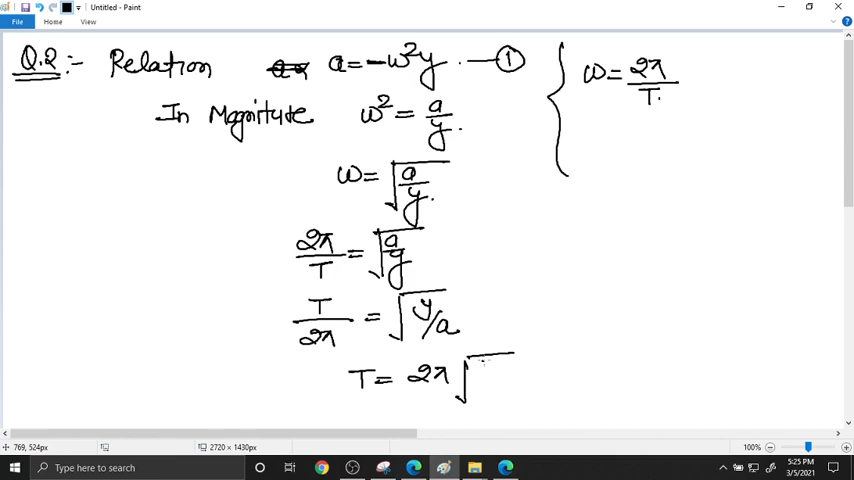 Untitled - Paint
File Home View
Q.2:- Relation a = -ω²y. —①
In Magnitute ω² = a/y.
ω = √(a/y.)
2π/T = √(a/y)
T/2π = √(y/a)
T = 2π√
{ ω = 2π/T.
769, 524px 2720 × 1430px 100%
Type here to search
5:25 PM
3/5/2021